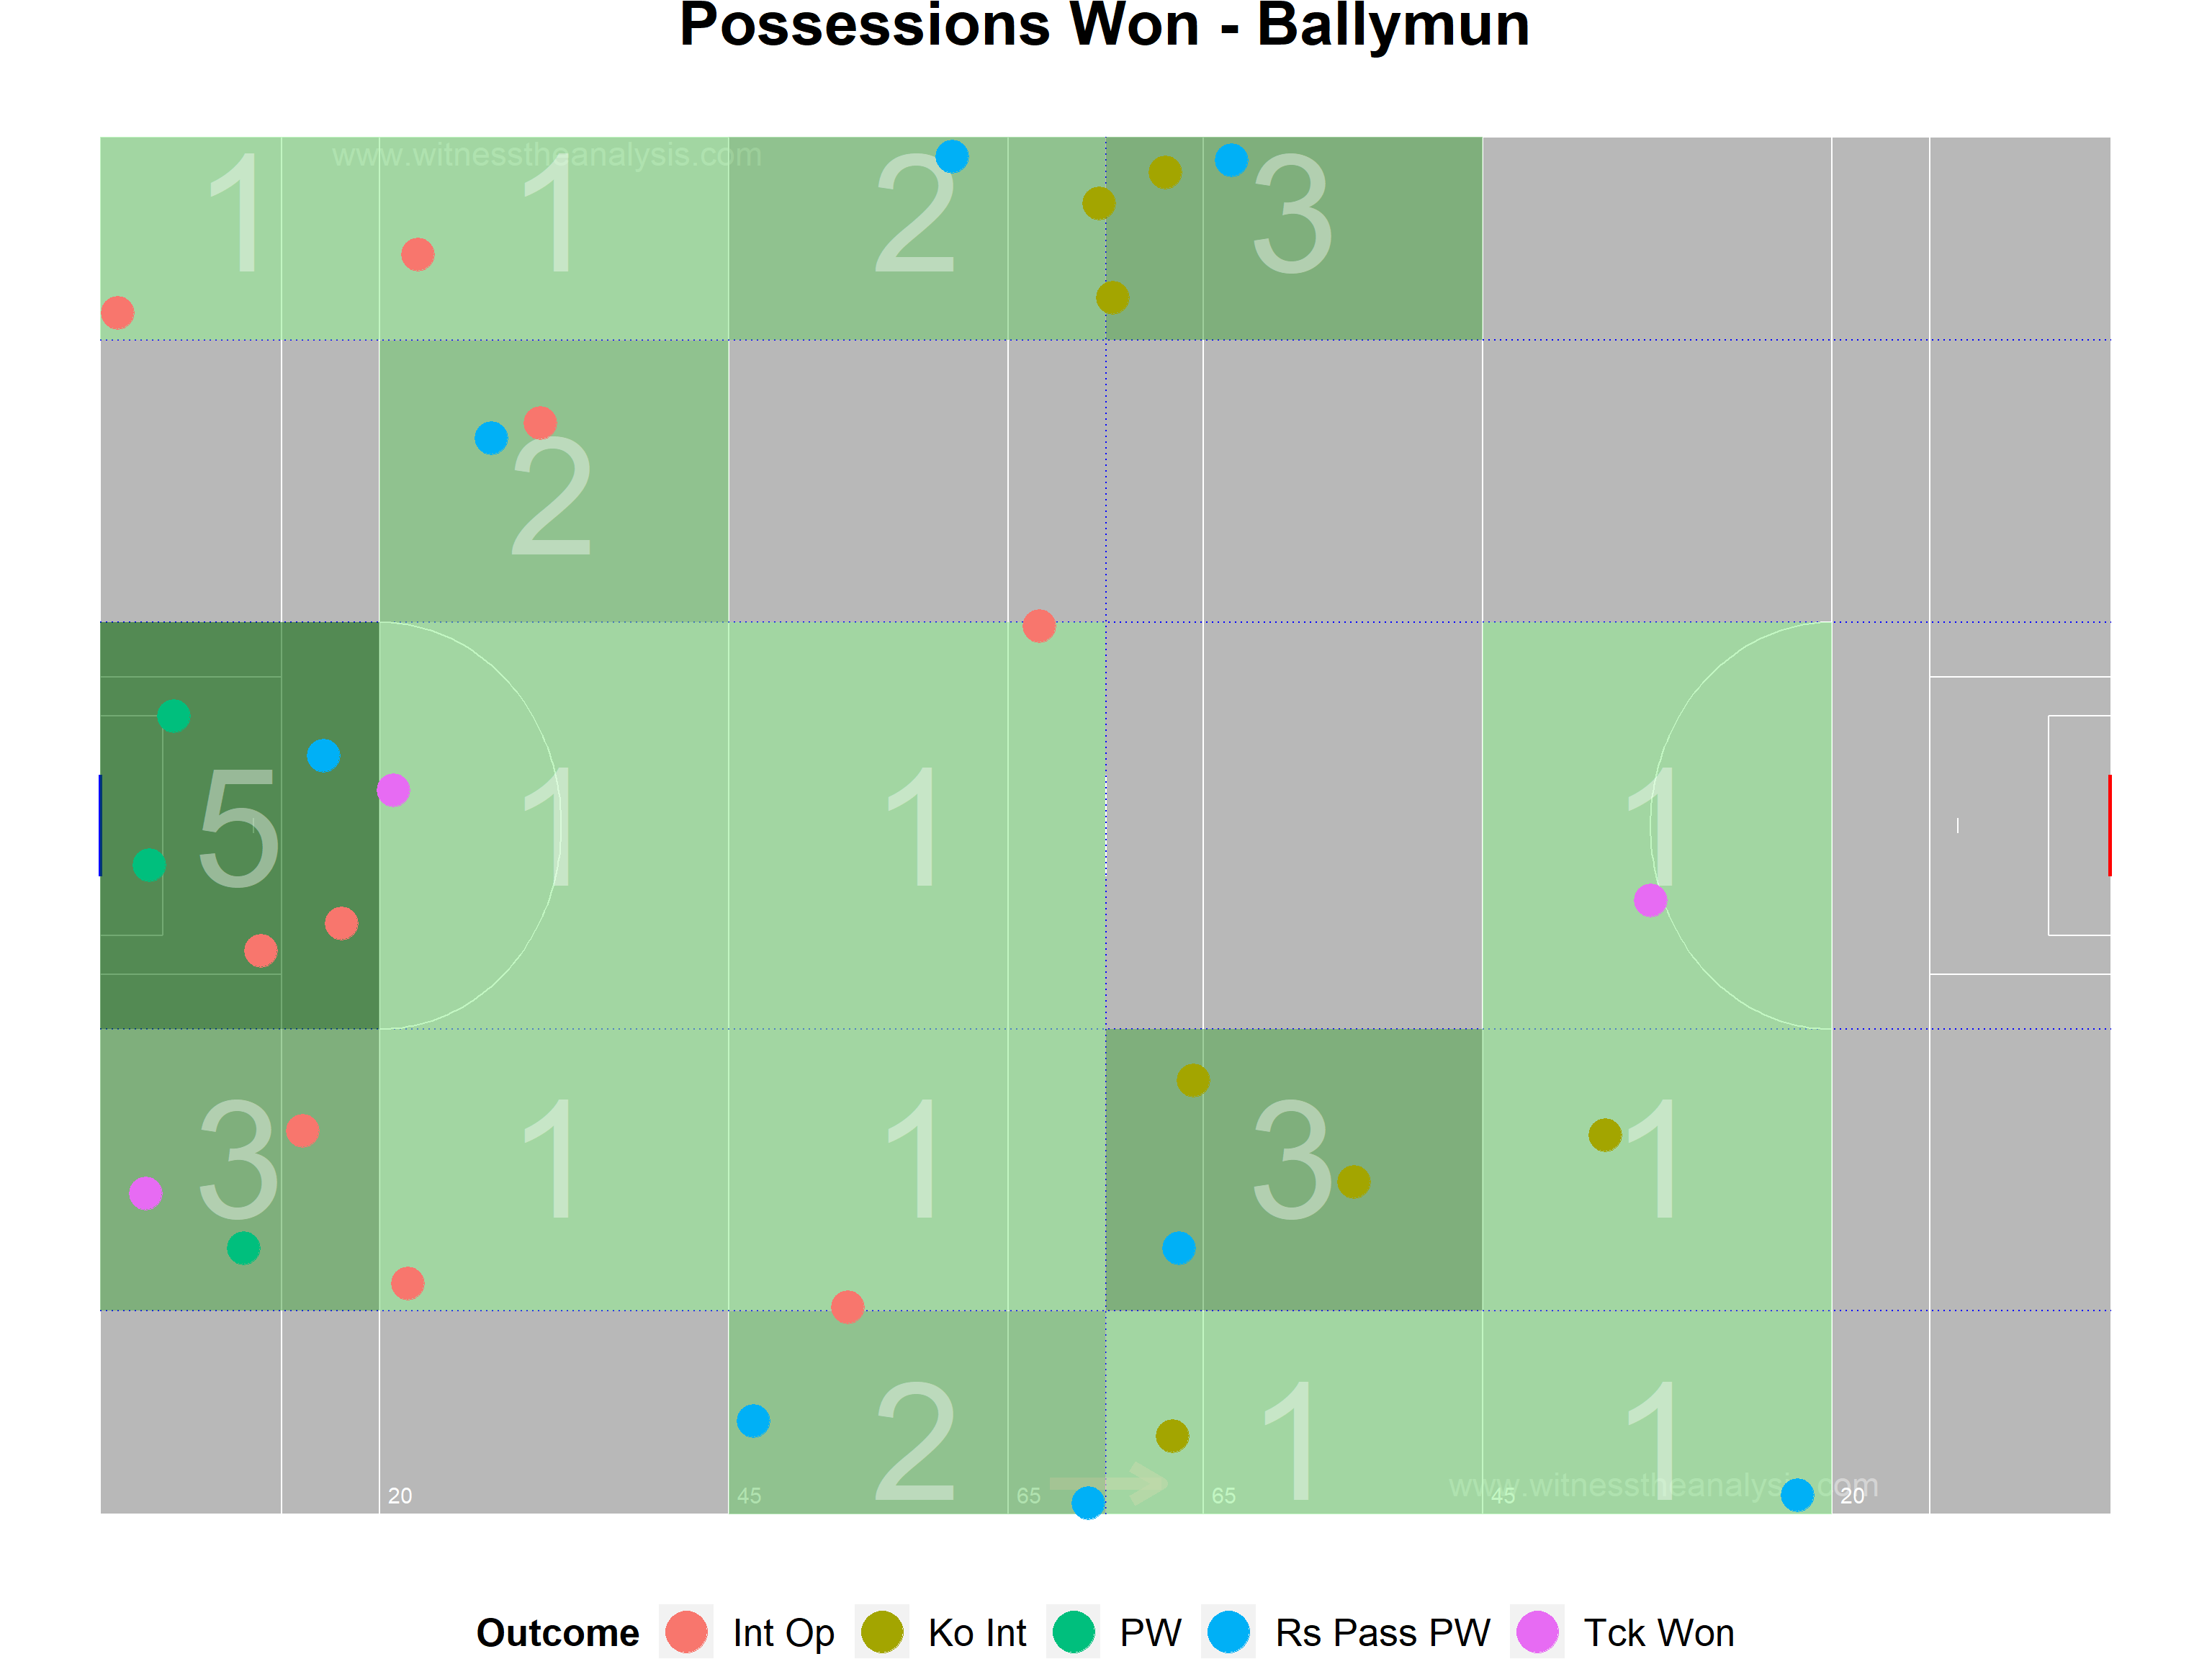 Possessions Won - Ballymun
www.witnesstheanalysis.com
1 1 2 3
2
5 1 1 1
3 1 1 3 1
2 1 1
www.witnesstheanalysis.com
20 45 65 65 45 20
Outcome Int Op Ko Int PW Rs Pass PW Tck Won